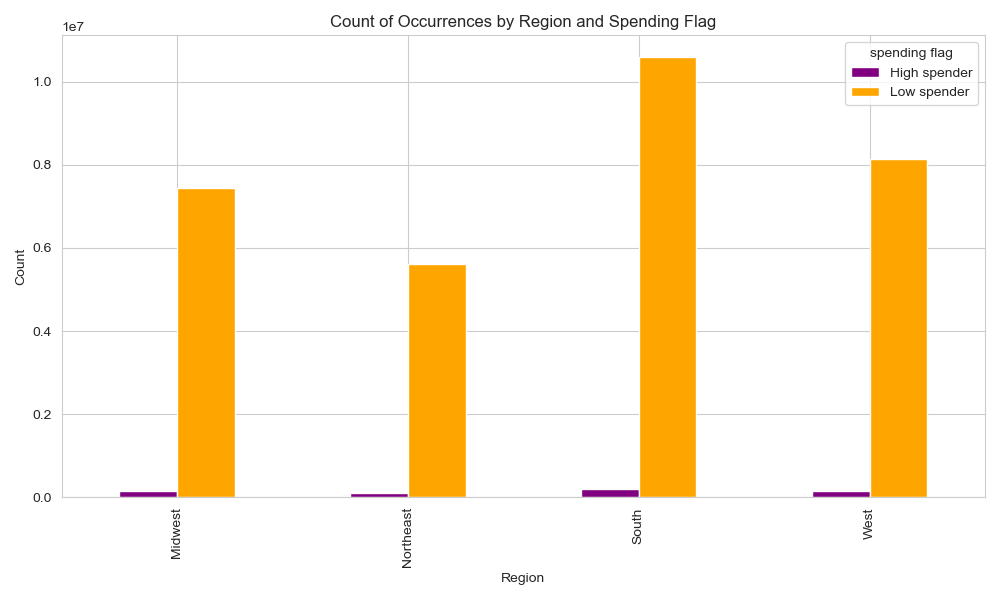 Count of Occurrences by Region and Spending Flag
1e7
spending flag
High spender
Low spender
1.0
0.8
0.6
0.4
0.2
0.0
Count
Midwest
Northeast
South
West
Region